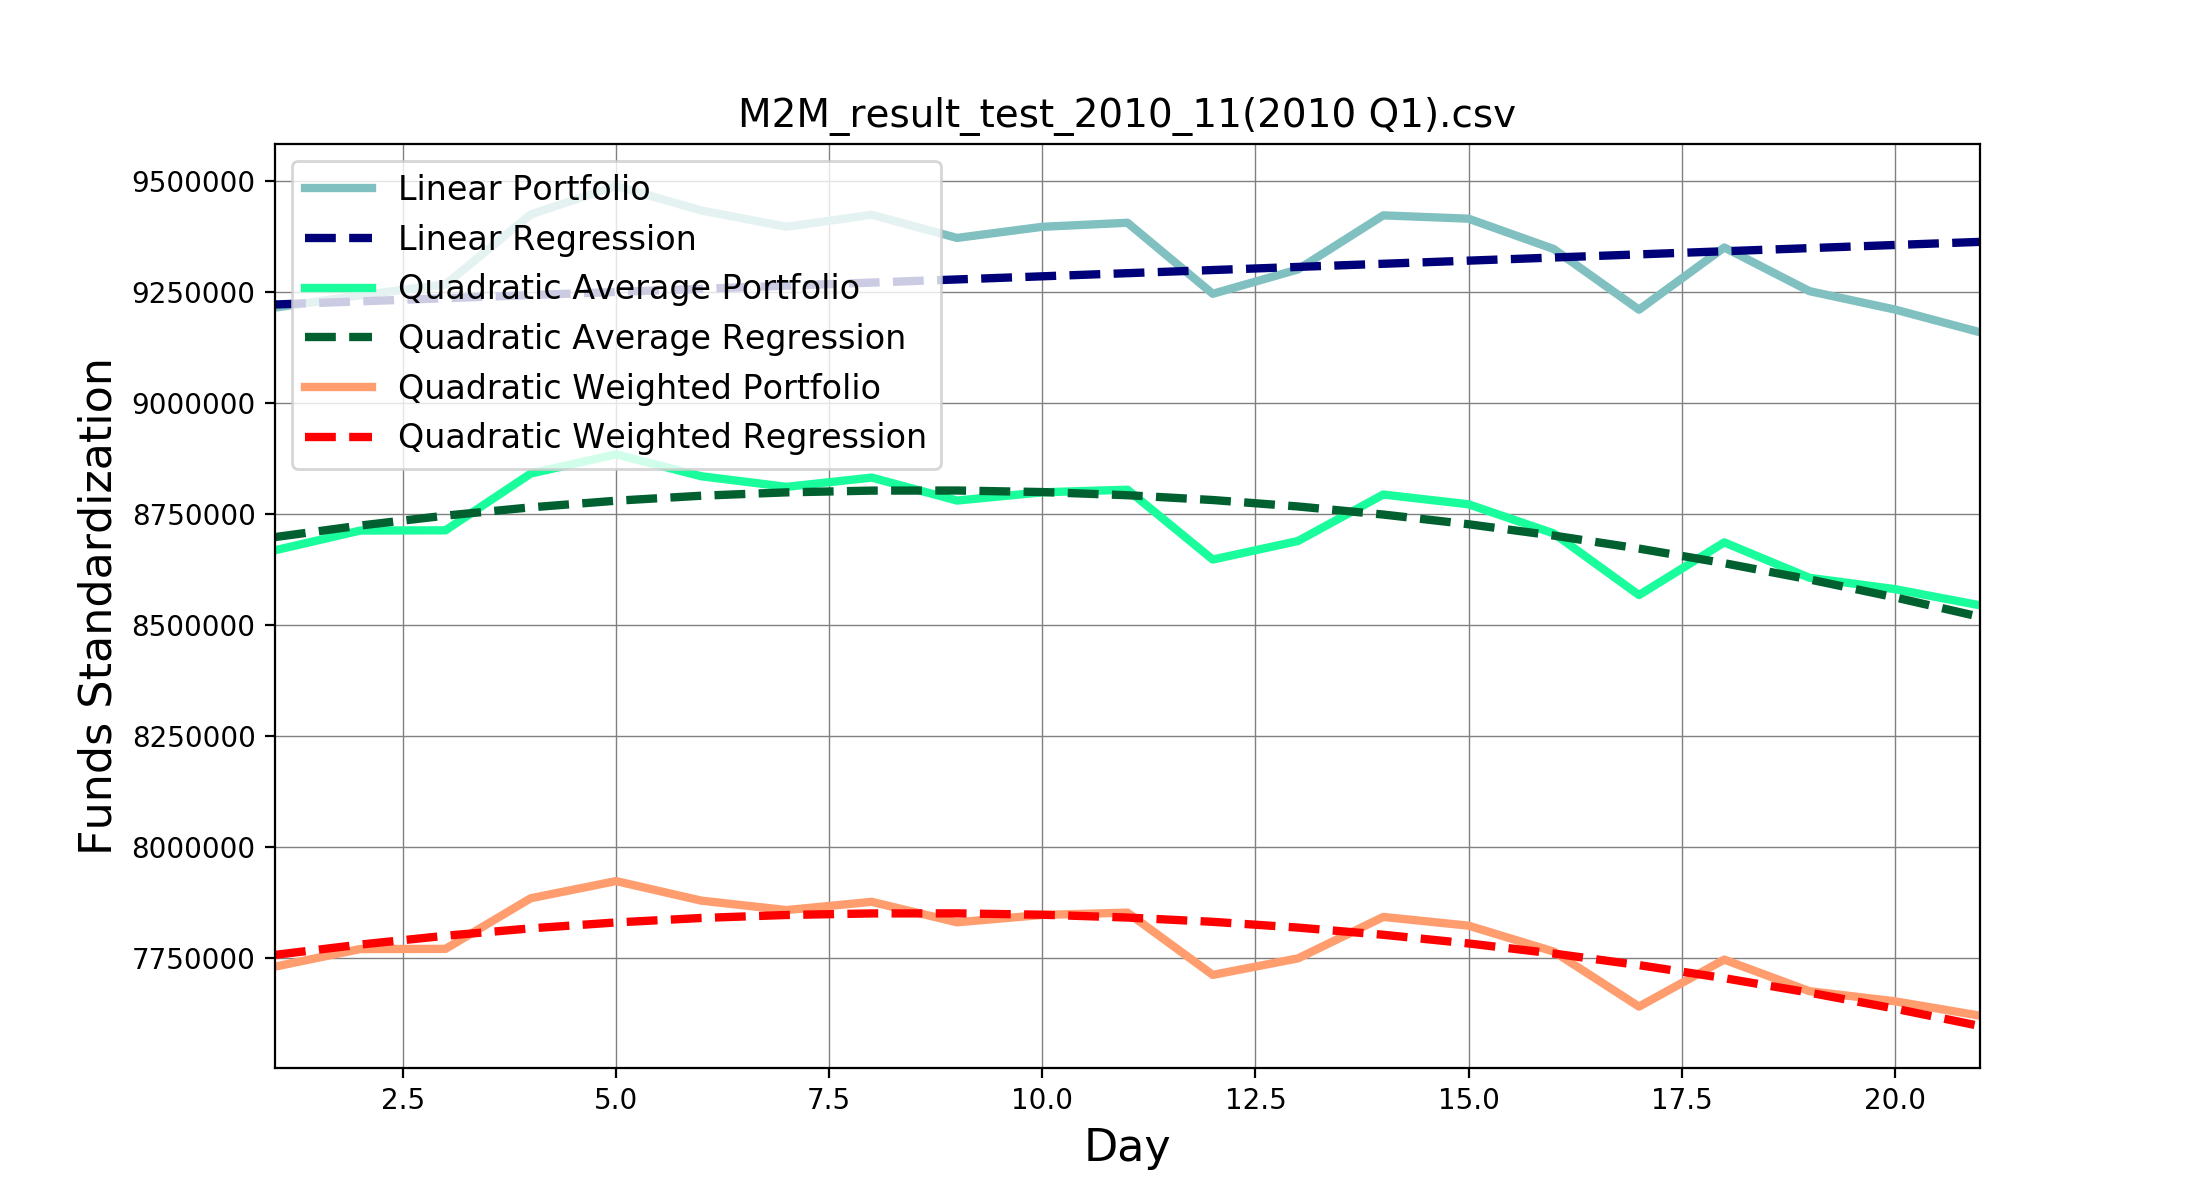 M2M_result_test_2010_11(2010 Q1).csv
Linear Portfolio
Linear Regression
Quadratic Average Portfolio
Quadratic Average Regression
Quadratic Weighted Portfolio
Quadratic Weighted Regression
9500000
9250000
9000000
8750000
8500000
8250000
8000000
7750000
Funds Standardization
2.5 5.0 7.5 10.0 12.5 15.0 17.5 20.0
Day